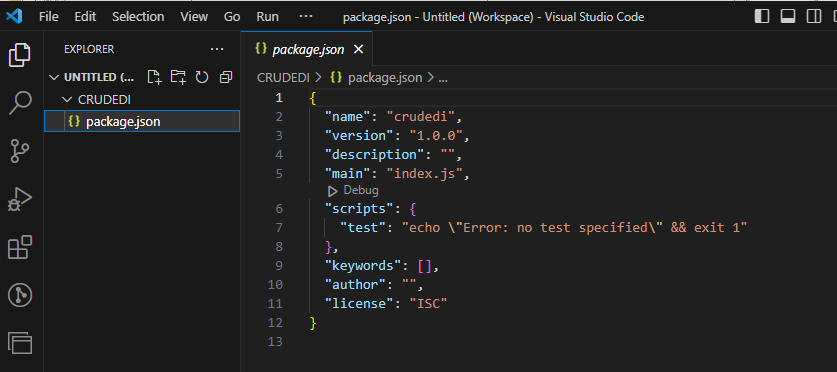 File Edit Selection View Go Run ··· package.json - Untitled (Workspace) - Visual Studio Code
EXPLORER ···
UNTITLED (...
CRUDEDI
{} package.json
{} package.json ×
CRUDEDI > {} package.json > ...
1 {
2 "name": "crudedi",
3 "version": "1.0.0",
4 "description": "",
5 "main": "index.js",
Debug
6 "scripts": {
7 "test": "echo \"Error: no test specified\" && exit 1"
8 },
9 "keywords": [],
10 "author": "",
11 "license": "ISC"
12 }
13